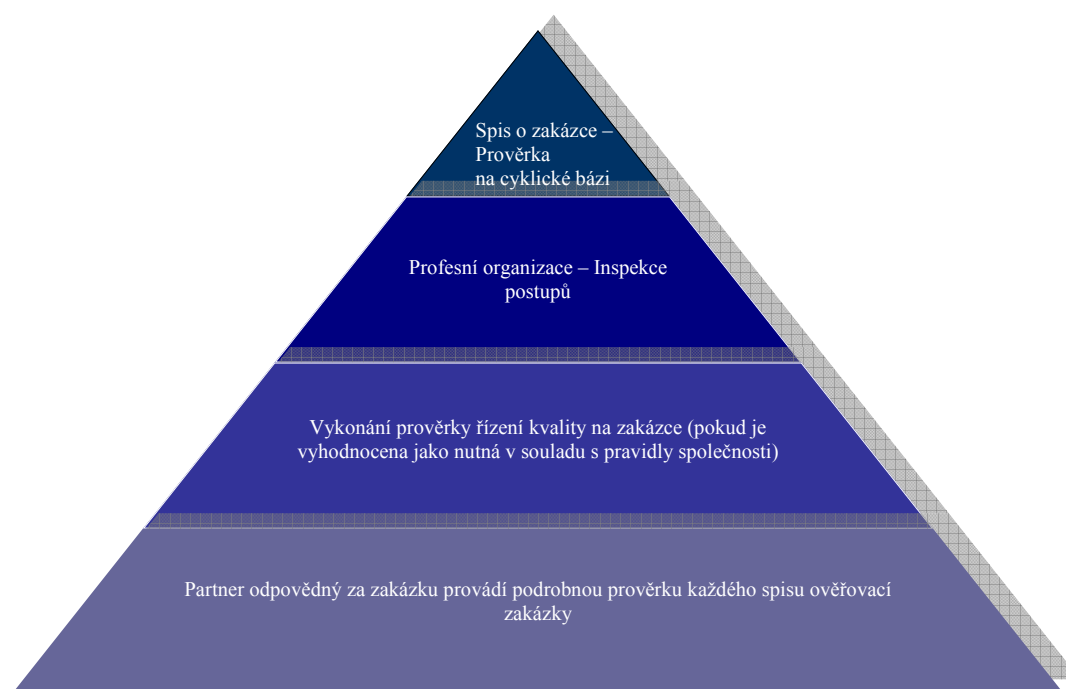 Spis o zakázce –
Prověrka
na cyklické bázi
Profesní organizace – Inspekce
postupů
Vykonání prověrky řízení kvality na zakázce (pokud je
vyhodnocena jako nutná v souladu s pravidly společnosti)
Partner odpovědný za zakázku provádí podrobnou prověrku každého spisu ověřovací
zakázky